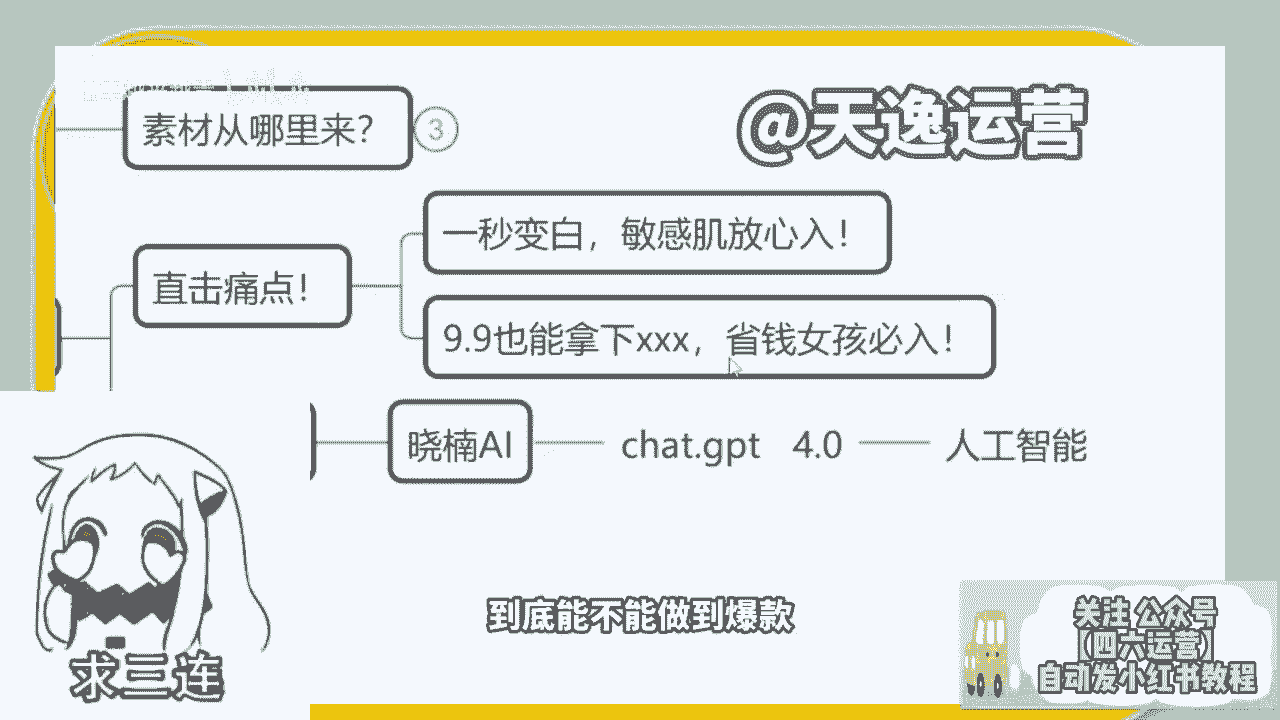 素材从哪里来?
3
@天逸运营
一秒变白，敏感肌放心入！
直击痛点！
9.9也能拿下xxx，省钱女孩必入！
晓楠AI
chat.gpt 4.0
人工智能
到底能不能做到爆款
求三连
关注 公众号
（四六运营）
自动发小红书教程